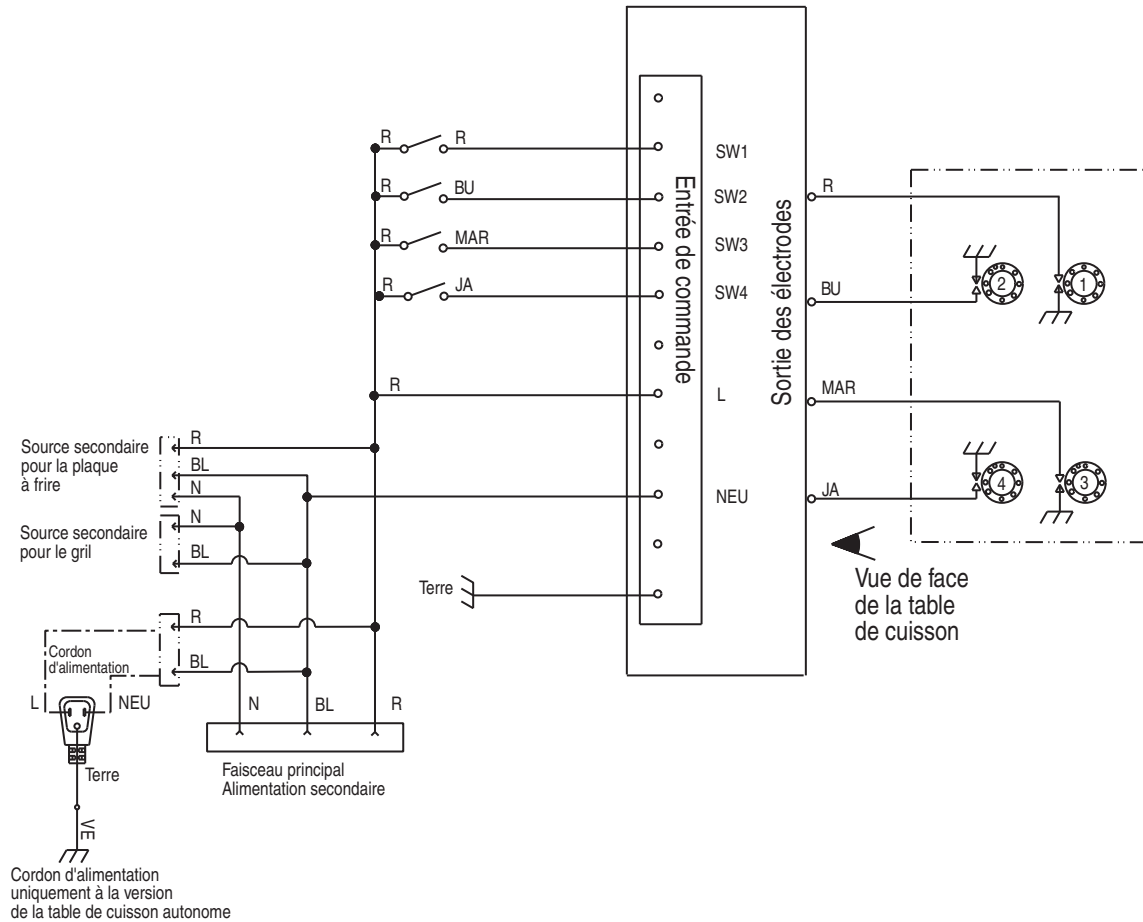 R
R
SW1
R
BU
SW2
R
MAR
SW3
R
JA
SW4
Entrée de commande
Sortie des électrodes
R
2
1
BU
R
L
MAR
Source secondaire
pour la plaque
à frire
R
BL
N
4
3
NEU
JA
Source secondaire
pour le gril
N
BL
Vue de face
de la table
de cuisson
Terre
R
Cordon
d'alimentation
BL
L
NEU
N
BL
R
Terre
Faisceau principal
Alimentation secondaire
VE
Cordon d'alimentation
uniquement à la version
de la table de cuisson autonome